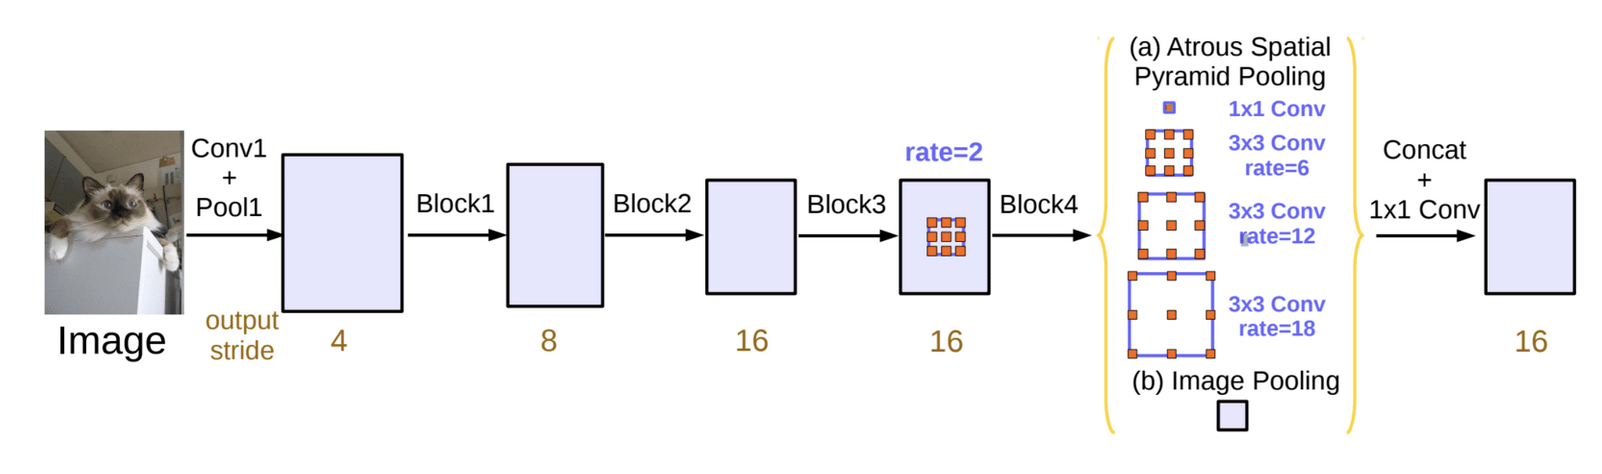 Image
Conv1
+
Pool1
output
stride
4
Block1
8
Block2
16
Block3
rate=2
16
Block4
(a) Atrous Spatial
Pyramid Pooling
1x1 Conv
3x3 Conv
rate=6
3x3 Conv
rate=12
3x3 Conv
rate=18
(b) Image Pooling
Concat
+
1x1 Conv
16